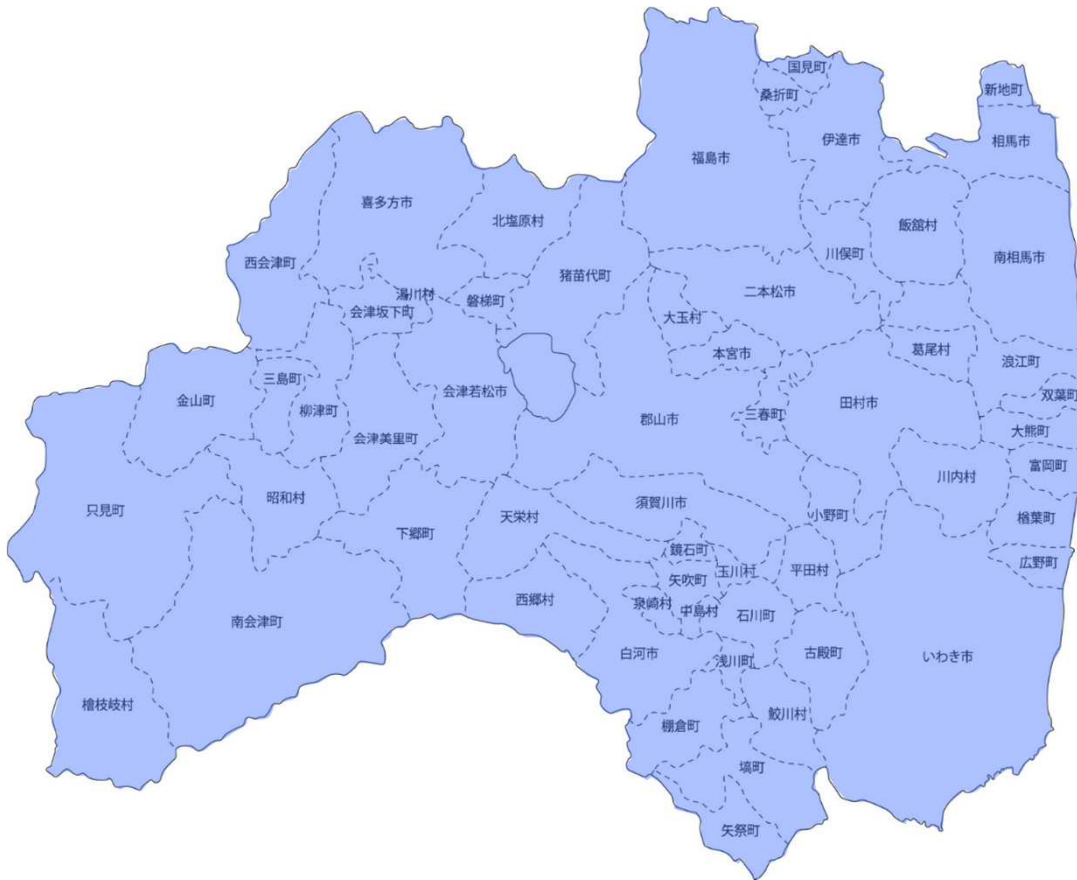 国見町
新地町
桑折町
伊達市
相馬市
福島市
喜多方市
北塩原村
飯舘村
川俣町
西会津町
南相馬市
猪苗代町
二本松市
湯川村
磐梯町
会津坂下町
大玉村
本宮市
葛尾村
浪江町
三島町
会津若松市
双葉町
金山町
柳津町
三春町
田村市
郡山市
大熊町
会津美里町
富岡町
川内村
昭和村
須賀川市
只見町
天栄村
小野町
楢葉町
下郷町
鏡石町
広野町
玉川村
平田村
矢吹町
西郷村
泉崎村
中島村
石川町
南会津町
白河市
浅川町
古殿町
いわき市
檜枝岐村
鮫川村
棚倉町
塙町
矢祭町